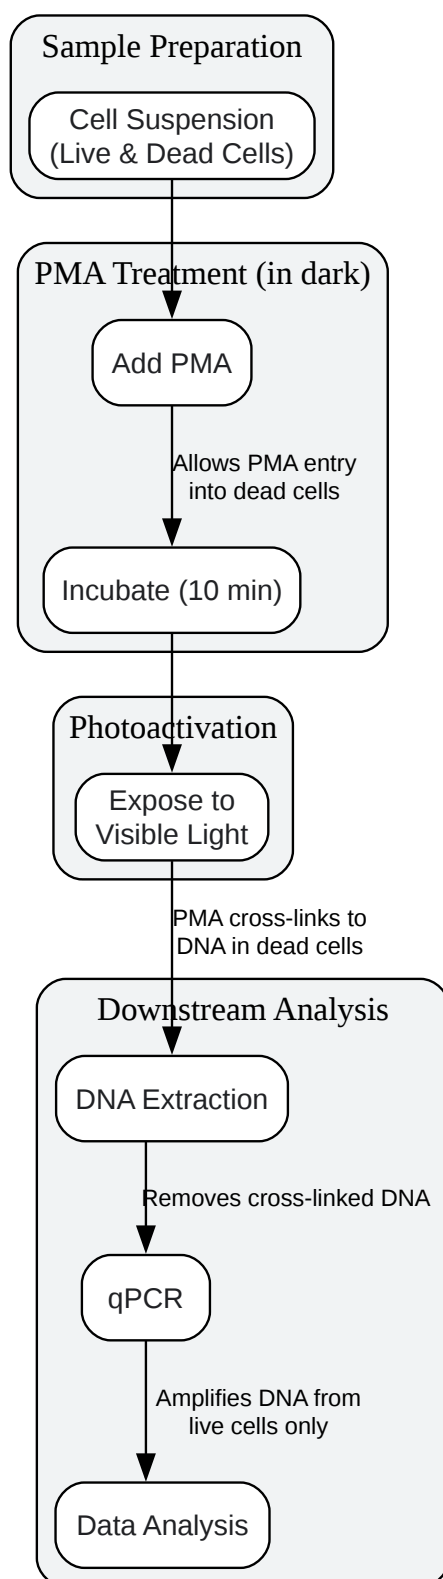 Sample Preparation
Cell Suspension
(Live & Dead Cells)
PMA Treatment (in dark)
Add PMA
Allows PMA entry
into dead cells
Incubate (10 min)
Photoactivation
Expose to
Visible Light
PMA cross-links to
DNA in dead cells
Downstream Analysis
DNA Extraction
Removes cross-linked DNA
qPCR
Amplifies DNA from
live cells only
Data Analysis